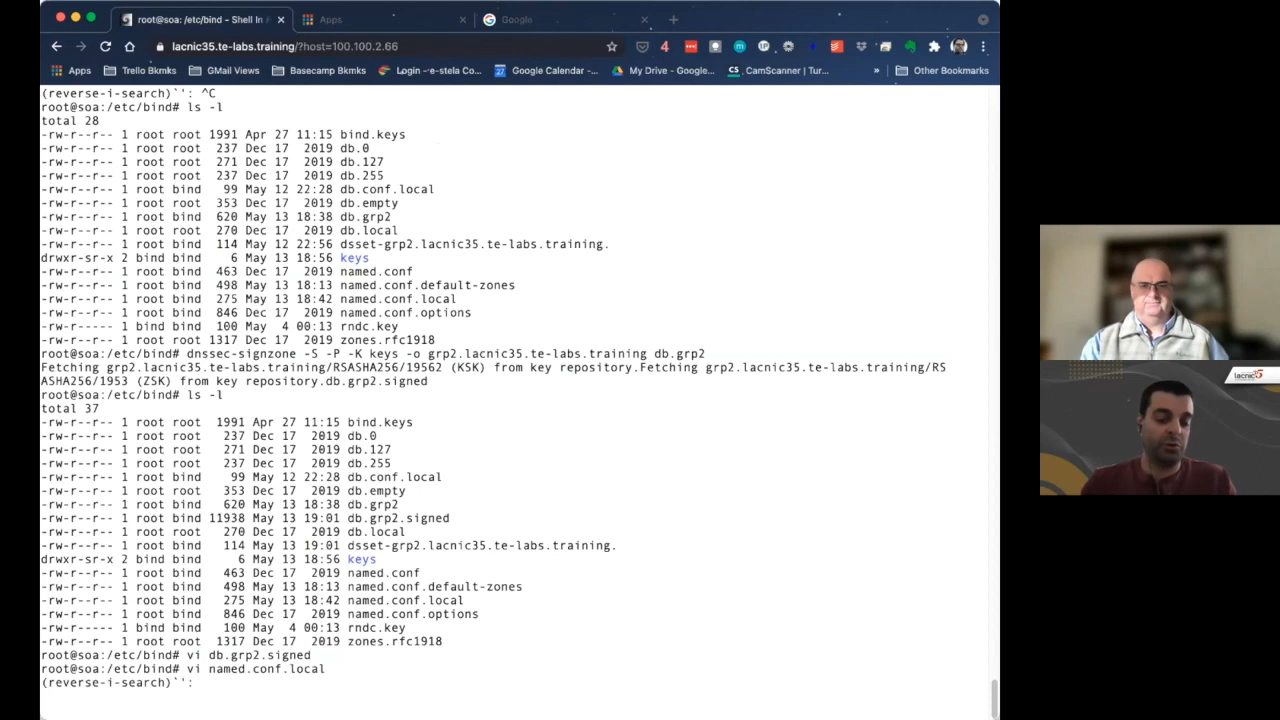 root@soa: /etc/bind - Shell In A
Apps
Google
lacnic35.te-labs.training/?host=100.100.2.66
4
Apps
Trello Bkmks
GMail Views
Basecamp Bkmks
Login --e-stela Co...
27
Google Calendar -...
My Drive - Google...
CS
CamScanner | Tur...
»
Other Bookmarks
(reverse-i-search)`': ^C
root@soa:/etc/bind# ls -l
total 28
-rw-r--r-- 1 root root 1991 Apr 27 11:15 bind.keys
-rw-r--r-- 1 root root  237 Dec 17  2019 db.0
-rw-r--r-- 1 root root  271 Dec 17  2019 db.127
-rw-r--r-- 1 root root  237 Dec 17  2019 db.255
-rw-r--r-- 1 root bind   99 May 12 22:28 db.conf.local
-rw-r--r-- 1 root root  353 Dec 17  2019 db.empty
-rw-r--r-- 1 root bind  620 May 13 18:38 db.grp2
-rw-r--r-- 1 root root  270 Dec 17  2019 db.local
-rw-r--r-- 1 root bind  114 May 12 22:56 dsset-grp2.lacnic35.te-labs.training.
drwxr-sr-x 2 bind bind    6 May 13 18:56 keys
-rw-r--r-- 1 root bind  463 Dec 17  2019 named.conf
-rw-r--r-- 1 root bind  498 May 13 18:13 named.conf.default-zones
-rw-r--r-- 1 root bind  275 May 13 18:42 named.conf.local
-rw-r--r-- 1 root bind  846 Dec 17  2019 named.conf.options
-rw-r----- 1 bind bind  100 May  4 00:13 rndc.key
-rw-r--r-- 1 root root 1317 Dec 17  2019 zones.rfc1918
root@soa:/etc/bind# dnssec-signzone -S -P -K keys -o grp2.lacnic35.te-labs.training db.grp2
Fetching grp2.lacnic35.te-labs.training/RSASHA256/19562 (KSK) from key repository.Fetching grp2.lacnic35.te-labs.training/RS
ASHA256/1953 (ZSK) from key repository.db.grp2.signed
root@soa:/etc/bind# ls -l
total 37
-rw-r--r-- 1 root root  1991 Apr 27 11:15 bind.keys
-rw-r--r-- 1 root root   237 Dec 17  2019 db.0
-rw-r--r-- 1 root root   271 Dec 17  2019 db.127
-rw-r--r-- 1 root root   237 Dec 17  2019 db.255
-rw-r--r-- 1 root bind    99 May 12 22:28 db.conf.local
-rw-r--r-- 1 root root   353 Dec 17  2019 db.empty
-rw-r--r-- 1 root bind   620 May 13 18:38 db.grp2
-rw-r--r-- 1 root bind 11938 May 13 19:01 db.grp2.signed
-rw-r--r-- 1 root root   270 Dec 17  2019 db.local
-rw-r--r-- 1 root bind   114 May 13 19:01 dsset-grp2.lacnic35.te-labs.training.
drwxr-sr-x 2 bind bind     6 May 13 18:56 keys
-rw-r--r-- 1 root bind   463 Dec 17  2019 named.conf
-rw-r--r-- 1 root bind   498 May 13 18:13 named.conf.default-zones
-rw-r--r-- 1 root bind   275 May 13 18:42 named.conf.local
-rw-r--r-- 1 root bind   846 Dec 17  2019 named.conf.options
-rw-r----- 1 bind bind   100 May  4 00:13 rndc.key
-rw-r--r-- 1 root root  1317 Dec 17  2019 zones.rfc1918
root@soa:/etc/bind# vi db.grp2.signed
root@soa:/etc/bind# vi named.conf.local
(reverse-i-search)`':
lacnic35